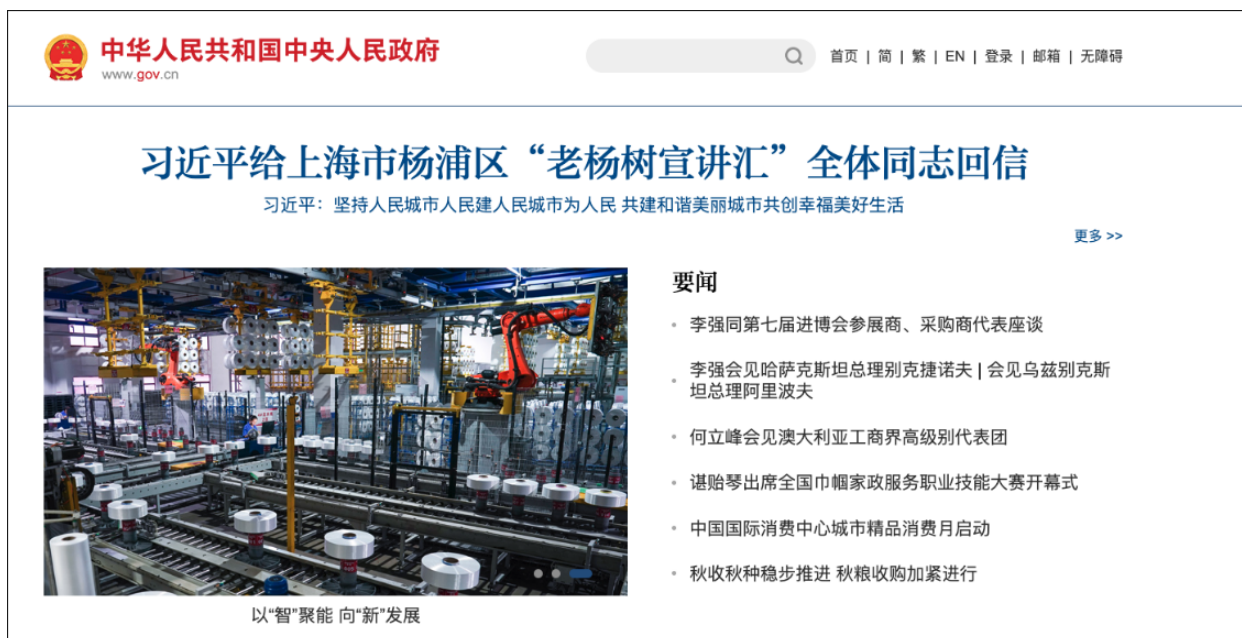 中华人民共和国中央人民政府
www.gov.cn
首页 | 简 | 繁 | EN | 登录 | 邮箱 | 无障碍
习近平给上海市杨浦区“老杨树宣讲汇”全体同志回信
习近平：坚持人民城市人民建人民城市为人民 共建和谐美丽城市共创幸福美好生活
更多 >>
要闻
李强同第七届进博会参展商、采购商代表座谈
李强会见哈萨克斯坦总理别克捷诺夫 | 会见乌兹别克斯
坦总理阿里波夫
何立峰会见澳大利亚工商界高级别代表团
谌贻琴出席全国巾帼家政服务职业技能大赛开幕式
中国国际消费中心城市精品消费月启动
秋收秋种稳步推进 秋粮收购加紧进行
以“智”聚能 向“新”发展